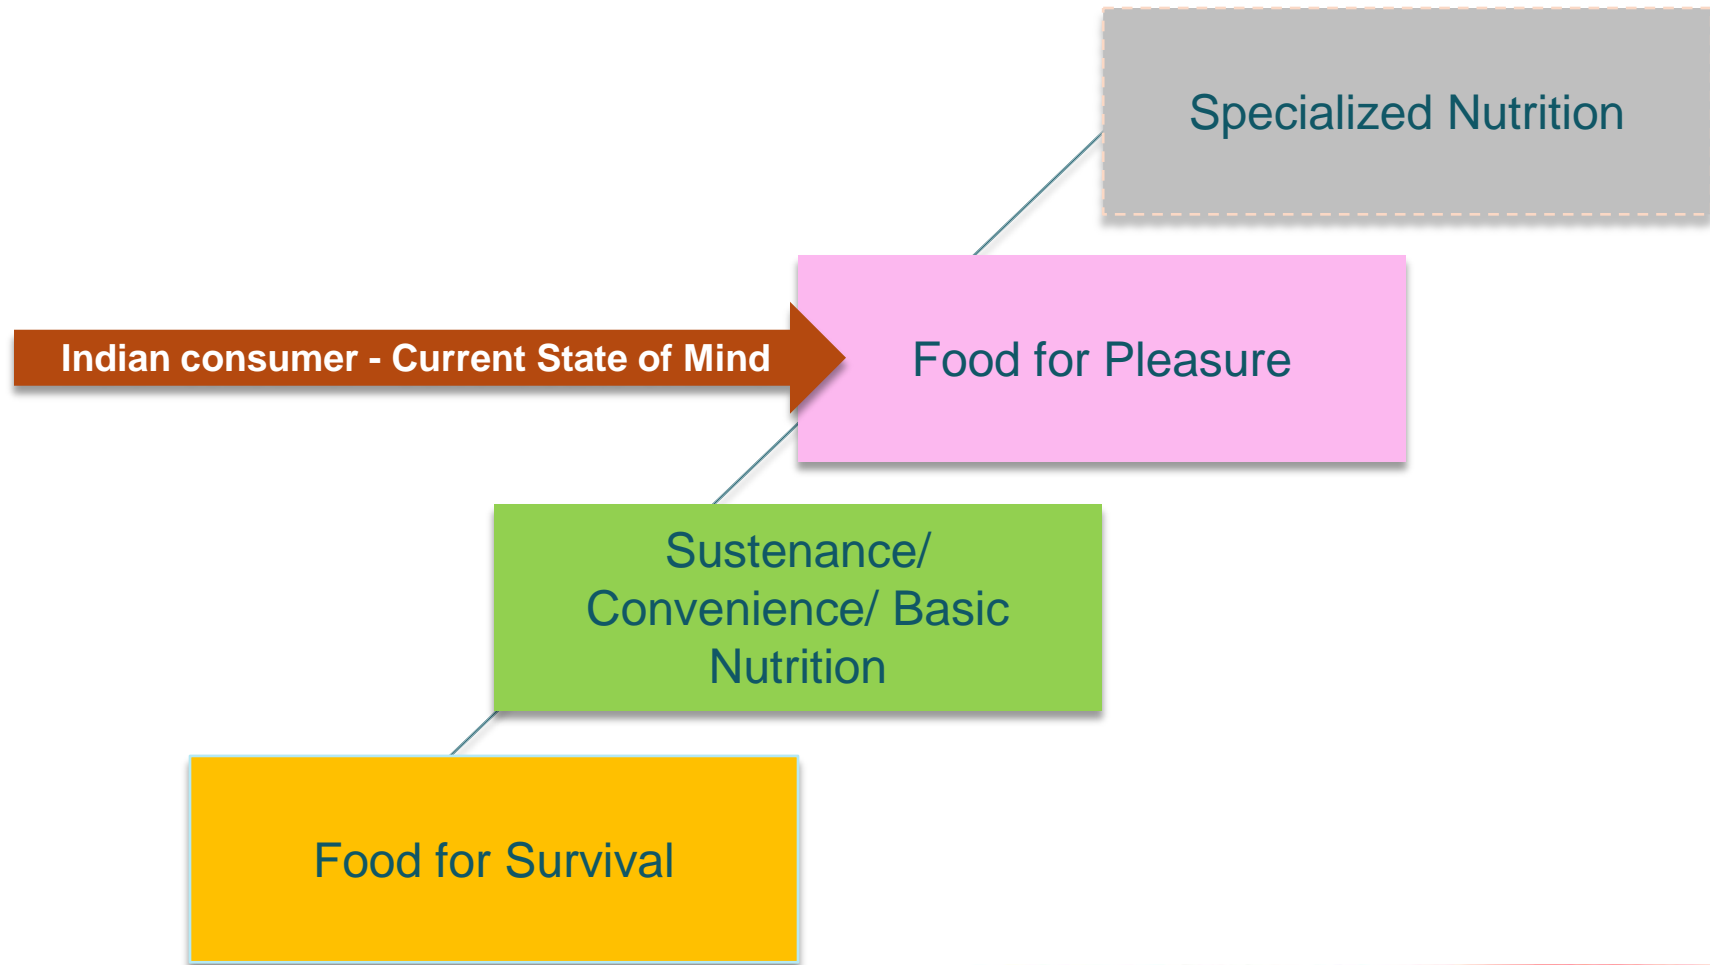 Specialized Nutrition
Indian consumer - Current State of Mind
Food for Pleasure
Sustenance/
Convenience/ Basic
Nutrition
Food for Survival